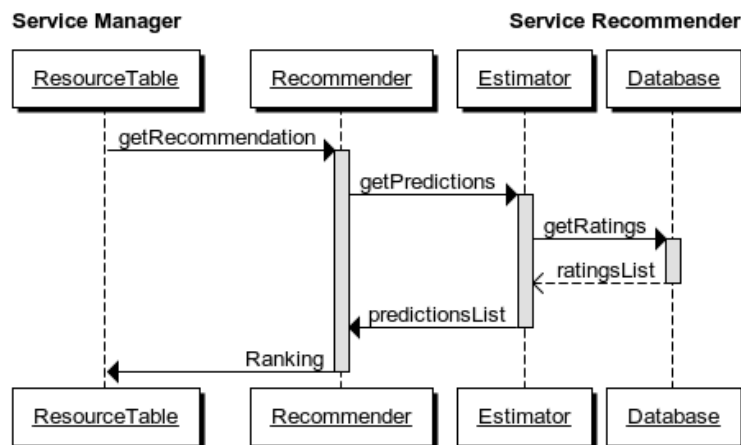 Service Manager Service Recommender
ResourceTable Recommender Estimator Database
getRecommendation
getPredictions
getRatings
ratingsList
predictionsList
Ranking
ResourceTable Recommender Estimator Database